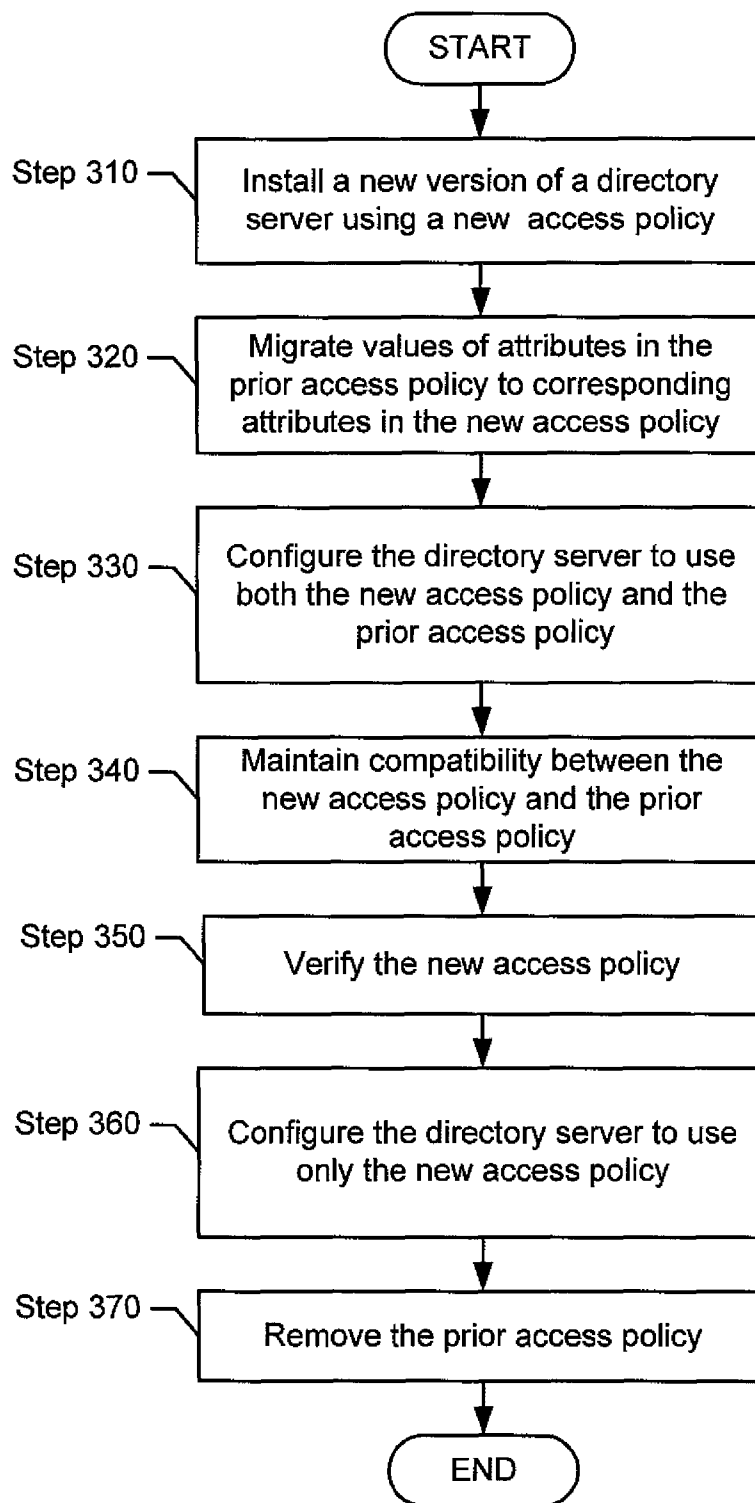 START
Step 310
Install a new version of a directory
server using a new access policy
Step 320
Migrate values of attributes in the
prior access policy to corresponding
attributes in the new access policy
Step 330
Configure the directory server to use
both the new access policy and the
prior access policy
Step 340
Maintain compatibility between the
new access policy and the prior
access policy
Step 350
Verify the new access policy
Step 360
Configure the directory server to use
only the new access policy
Step 370
Remove the prior access policy
END